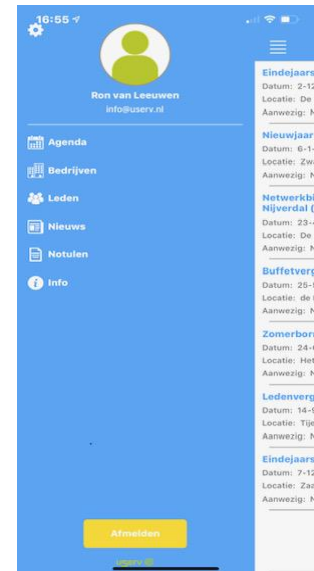 16:55
Ron van Leeuwen
info@userv.nl
Agenda
Bedrijven
Leden
Nieuws
Notulen
Info
Afmelden
Eindejaars
Datum: 2-12
Locatie: De
Aanwezig: N
Nieuwjaar
Datum: 6-1-
Locatie: Zwa
Aanwezig: N
Netwerkbi
Nijverdal (
Datum: 23-
Locatie: De
Aanwezig: N
Buffetverg
Datum: 25-
Locatie: de
Aanwezig: N
Zomerborr
Datum: 24-
Locatie: Het
Aanwezig: N
Ledenverg
Datum: 14-
Locatie: Tije
Aanwezig: N
Eindejaars
Datum: 7-12
Locatie: Zaa
Aanwezig: N